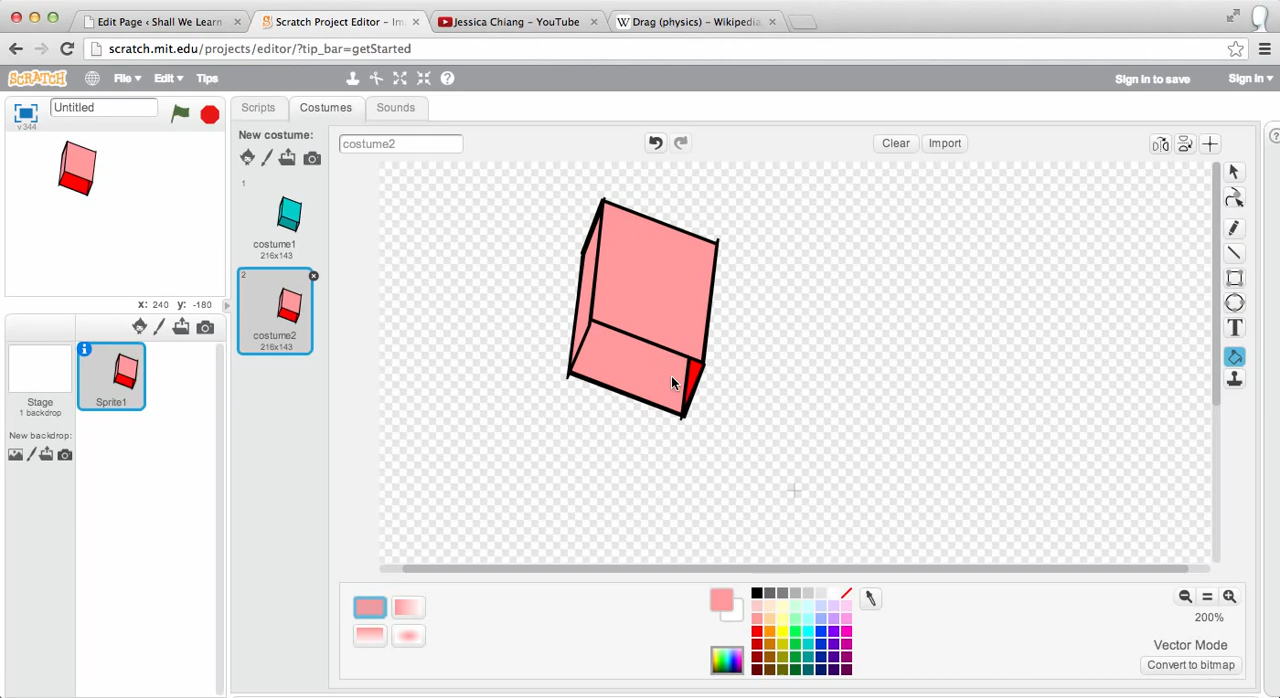 Edit Page ‹ Shall We Learn
Scratch Project Editor – Im
Jessica Chiang – YouTube
W Drag (physics) – Wikipedia
scratch.mit.edu/projects/editor/?tip_bar=getStarted
SCRATCH File Edit Tips Sign in to save Sign in
v344 Untitled
Scripts Costumes Sounds
New costume:
costume2
Clear Import
1
costume1
216x143
2
costume2
216x143
x: 240 y: -180
T
Stage
1 backdrop
Sprite1
New backdrop:
200%
Vector Mode
Convert to bitmap